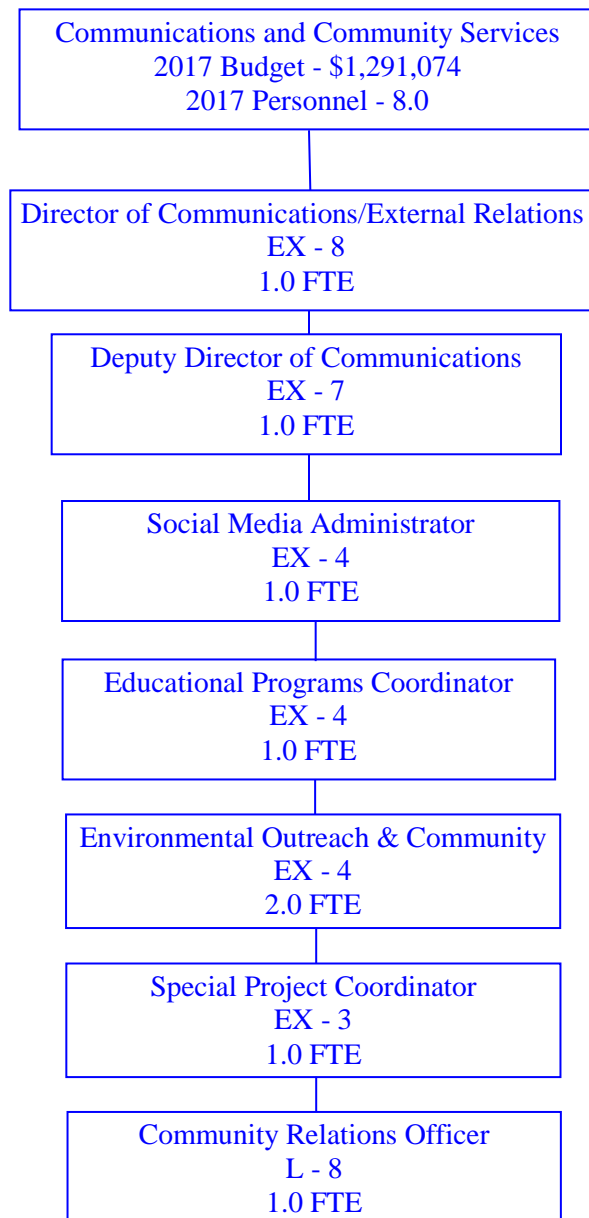 Communications and Community Services
2017 Budget - $1,291,074
2017 Personnel - 8.0
Director of Communications/External Relations
EX - 8
1.0 FTE
Deputy Director of Communications
EX - 7
1.0 FTE
Social Media Administrator
EX - 4
1.0 FTE
Educational Programs Coordinator
EX - 4
1.0 FTE
Environmental Outreach & Community
EX - 4
2.0 FTE
Special Project Coordinator
EX - 3
1.0 FTE
Community Relations Officer
L - 8
1.0 FTE